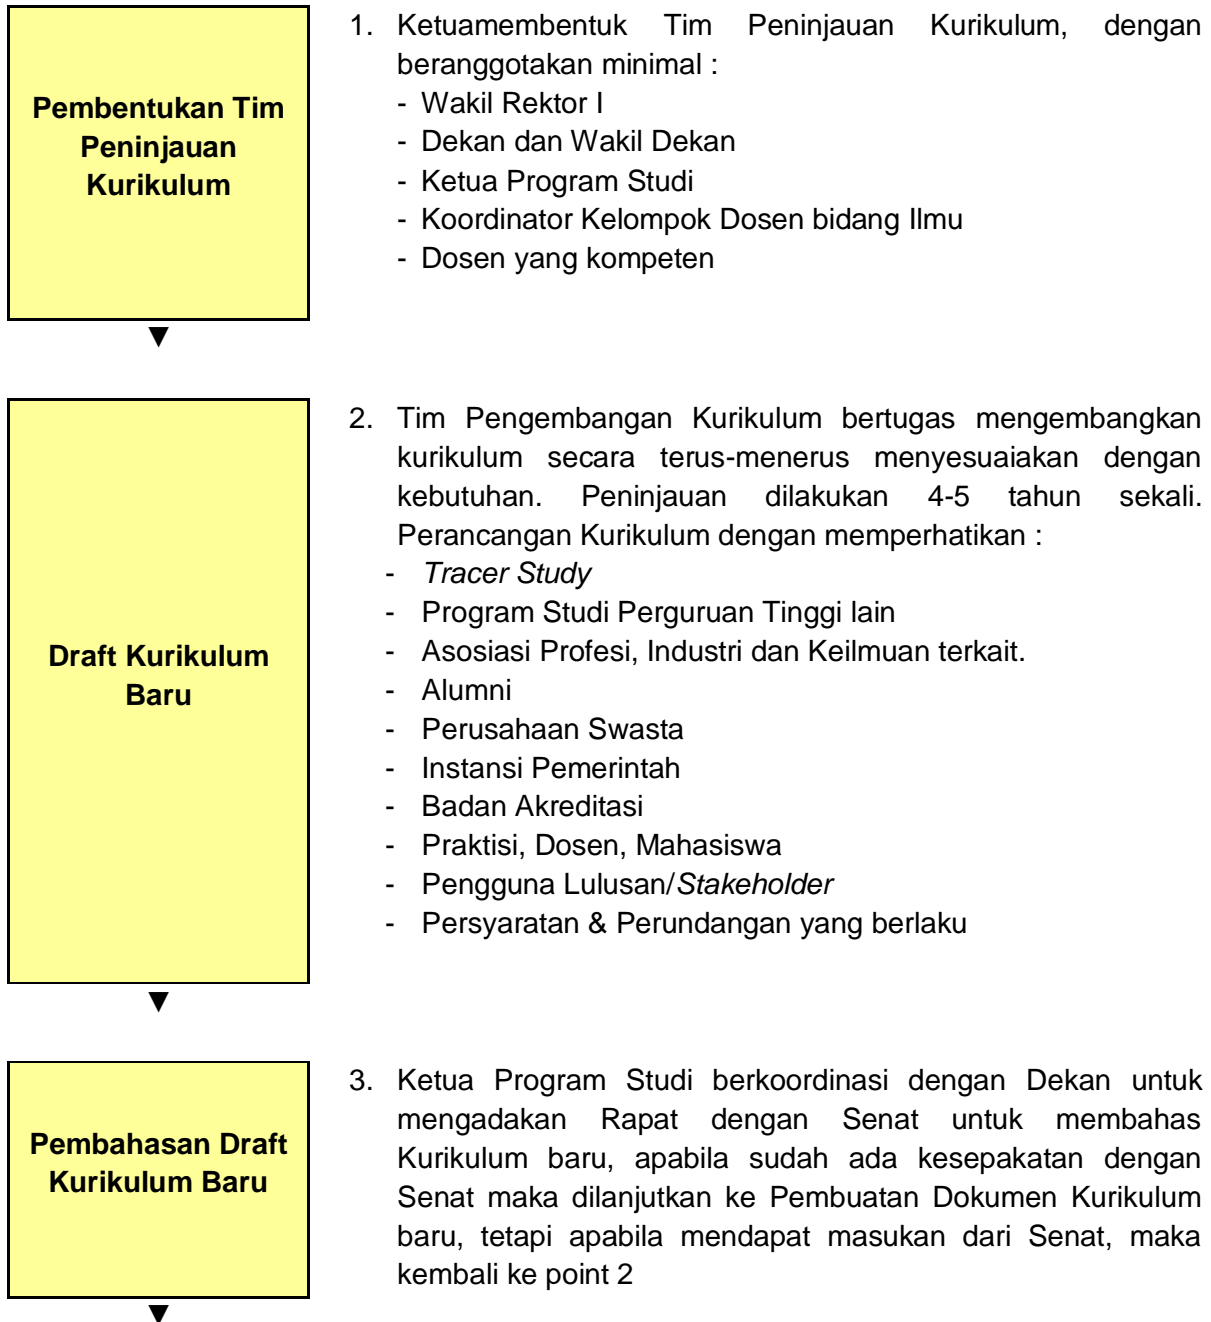 Pembentukan Tim
Peninjauan
Kurikulum
1. Ketuamembentuk Tim Peninjauan Kurikulum, dengan
beranggotakan minimal :
- Wakil Rektor I
- Dekan dan Wakil Dekan
- Ketua Program Studi
- Koordinator Kelompok Dosen bidang Ilmu
- Dosen yang kompeten
Draft Kurikulum
Baru
2. Tim Pengembangan Kurikulum bertugas mengembangkan
kurikulum secara terus-menerus menyesuaiakan dengan
kebutuhan. Peninjauan dilakukan 4-5 tahun sekali.
Perancangan Kurikulum dengan memperhatikan :
- Tracer Study
- Program Studi Perguruan Tinggi lain
- Asosiasi Profesi, Industri dan Keilmuan terkait.
- Alumni
- Perusahaan Swasta
- Instansi Pemerintah
- Badan Akreditasi
- Praktisi, Dosen, Mahasiswa
- Pengguna Lulusan/Stakeholder
- Persyaratan & Perundangan yang berlaku
Pembahasan Draft
Kurikulum Baru
3. Ketua Program Studi berkoordinasi dengan Dekan untuk
mengadakan Rapat dengan Senat untuk membahas
Kurikulum baru, apabila sudah ada kesepakatan dengan
Senat maka dilanjutkan ke Pembuatan Dokumen Kurikulum
baru, tetapi apabila mendapat masukan dari Senat, maka
kembali ke point 2